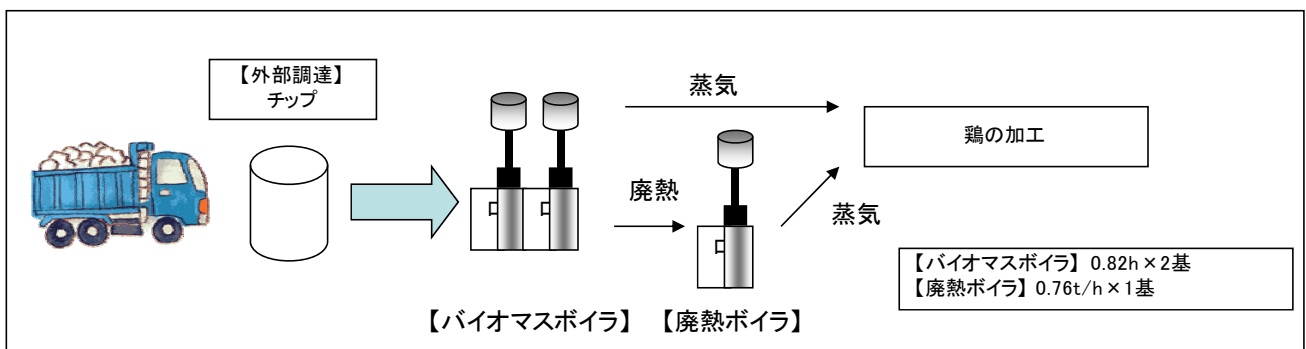 【外部調達】
チップ
蒸気
鶏の加工
廃熱
蒸気
【バイオマスボイラ】 0.82h×2基
【廃熱ボイラ】 0.76t/h×1基
【バイオマスボイラ】 【廃熱ボイラ】